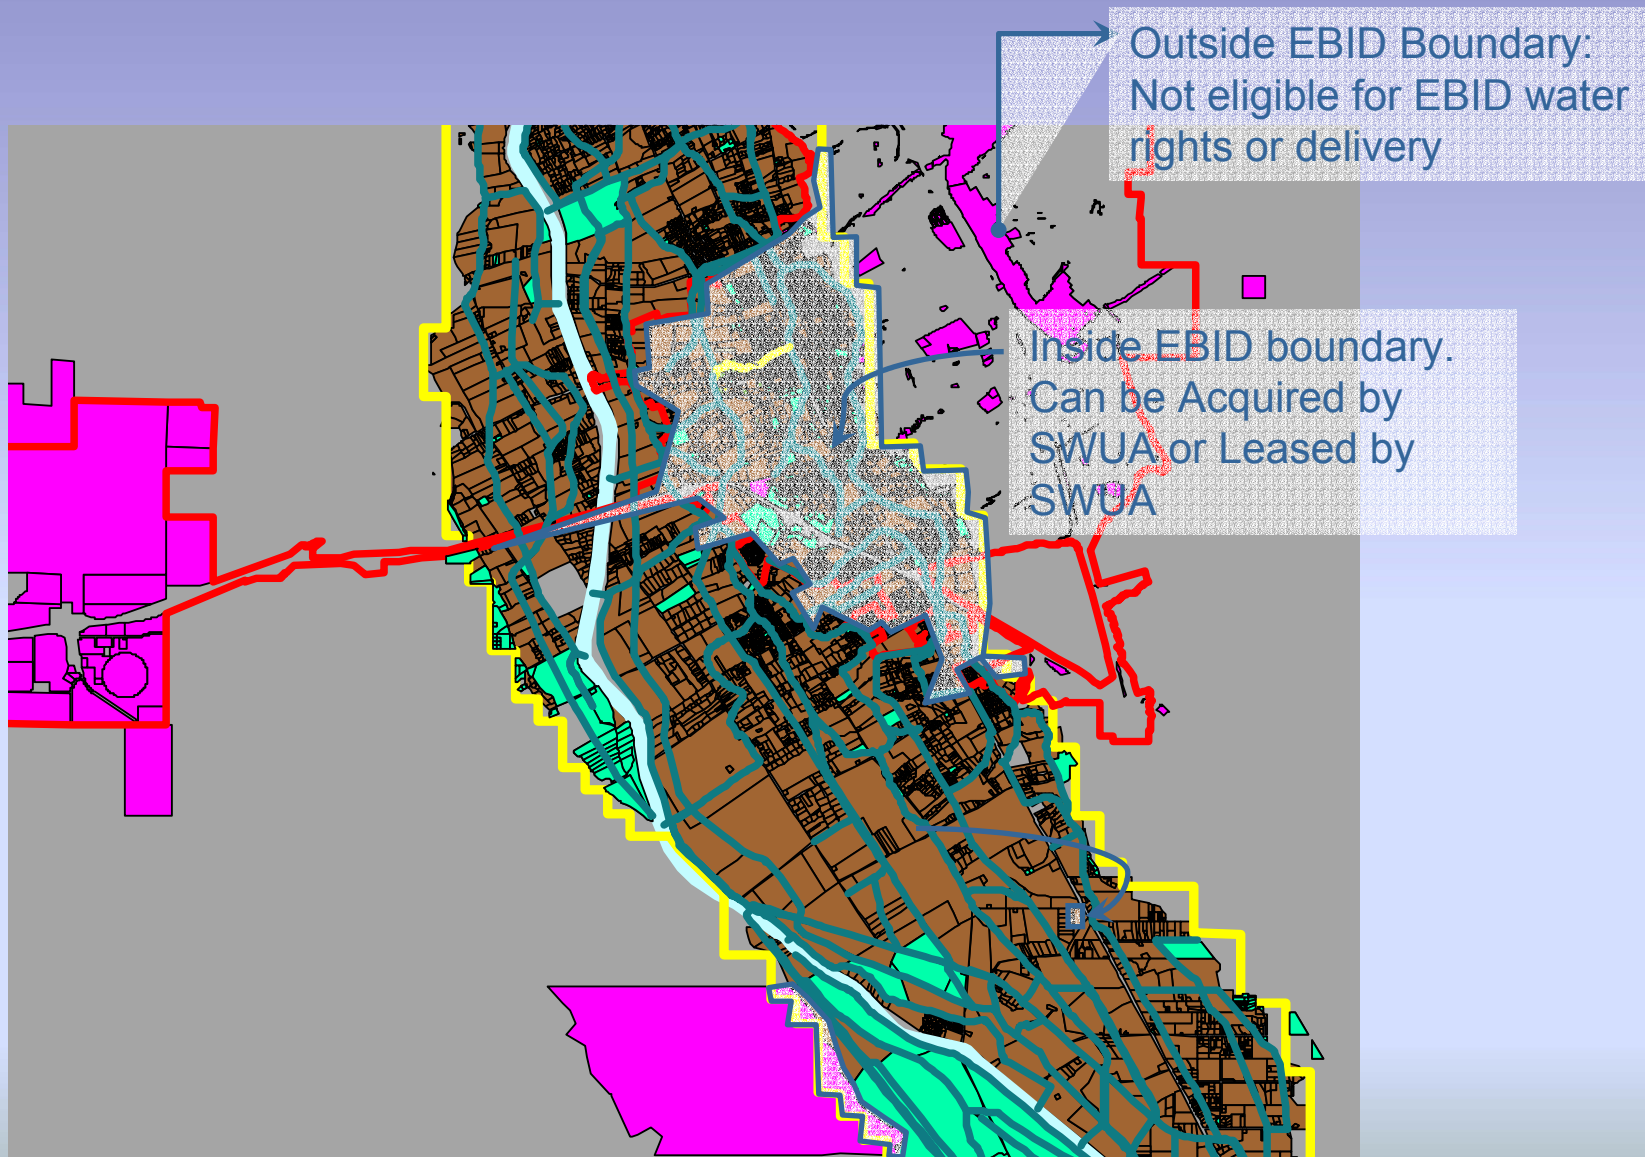 Outside EBID Boundary:
Not eligible for EBID water
rights or delivery
Inside EBID boundary.
Can be Acquired by
SWUA or Leased by
SWUA